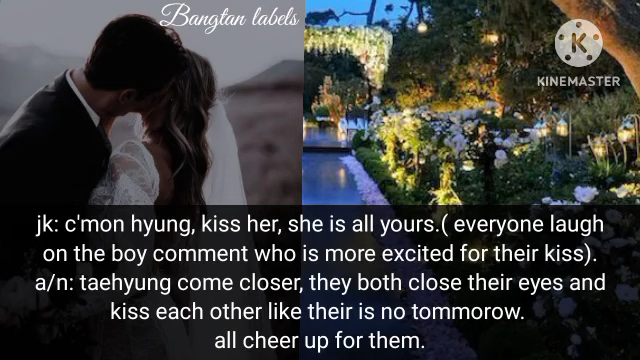 Bangtan labels
K
KINEMASTER
jk: c'mon hyung, kiss her, she is all yours.( everyone laugh
on the boy comment who is more excited for their kiss).
a/n: taehyung come closer, they both close their eyes and
kiss each other like their is no tommorow.
all cheer up for them.